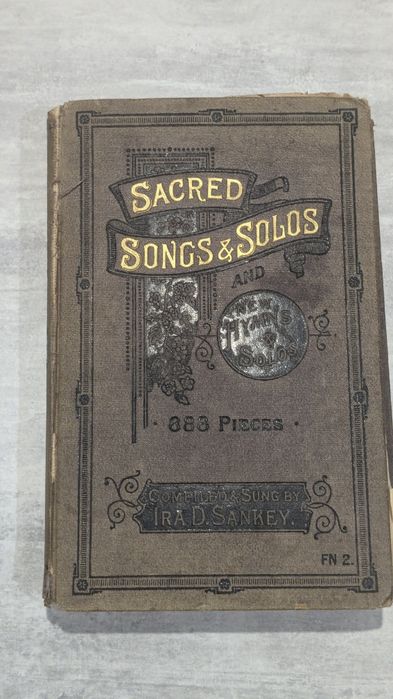 SACRED
SONGS & SOLOS
AND
NEW
HYMNS
&
SOLOS
· 888 PIECES ·
COMPILED & SUNG BY
IRA D. SANKEY.
FN 2.